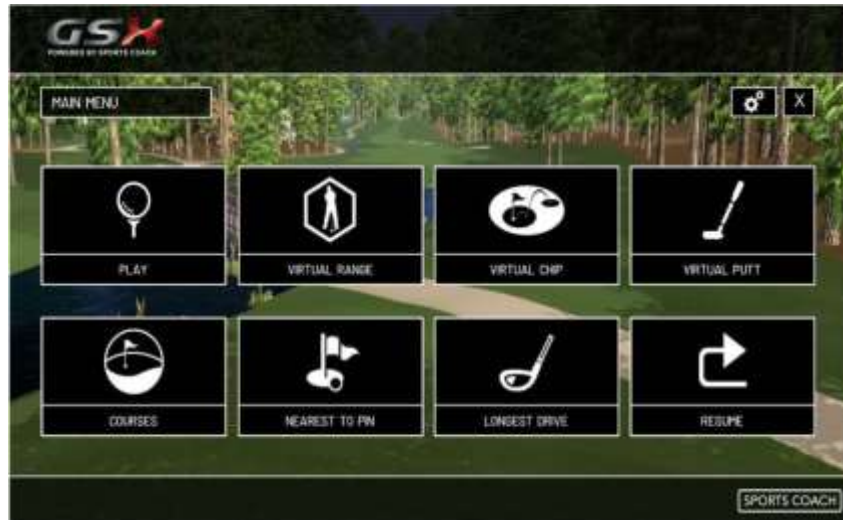 GSX
POWERED BY SPORTS COACH
MAIN MENU
X
PLAY
VIRTUAL RANGE
VIRTUAL CHIP
VIRTUAL PUTT
COURSES
NEAREST TO PIN
LONGEST DRIVE
RESUME
SPORTS COACH